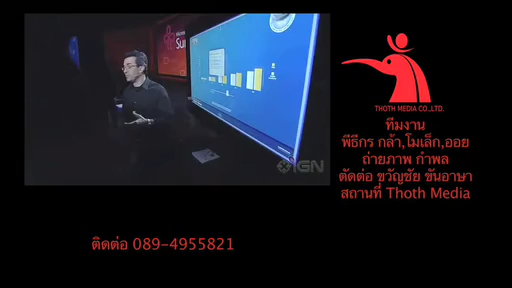 Su
IGN
THOTH MEDIA CO.,LTD.
ทีมงาน
พิธีกร กล้า,โมเล็ก,ออย
ถ่ายภาพ กำพล
ตัดต่อ ขวัญชัย ขันอาษา
สถานที่ Thoth Media
ติดต่อ 089-4955821